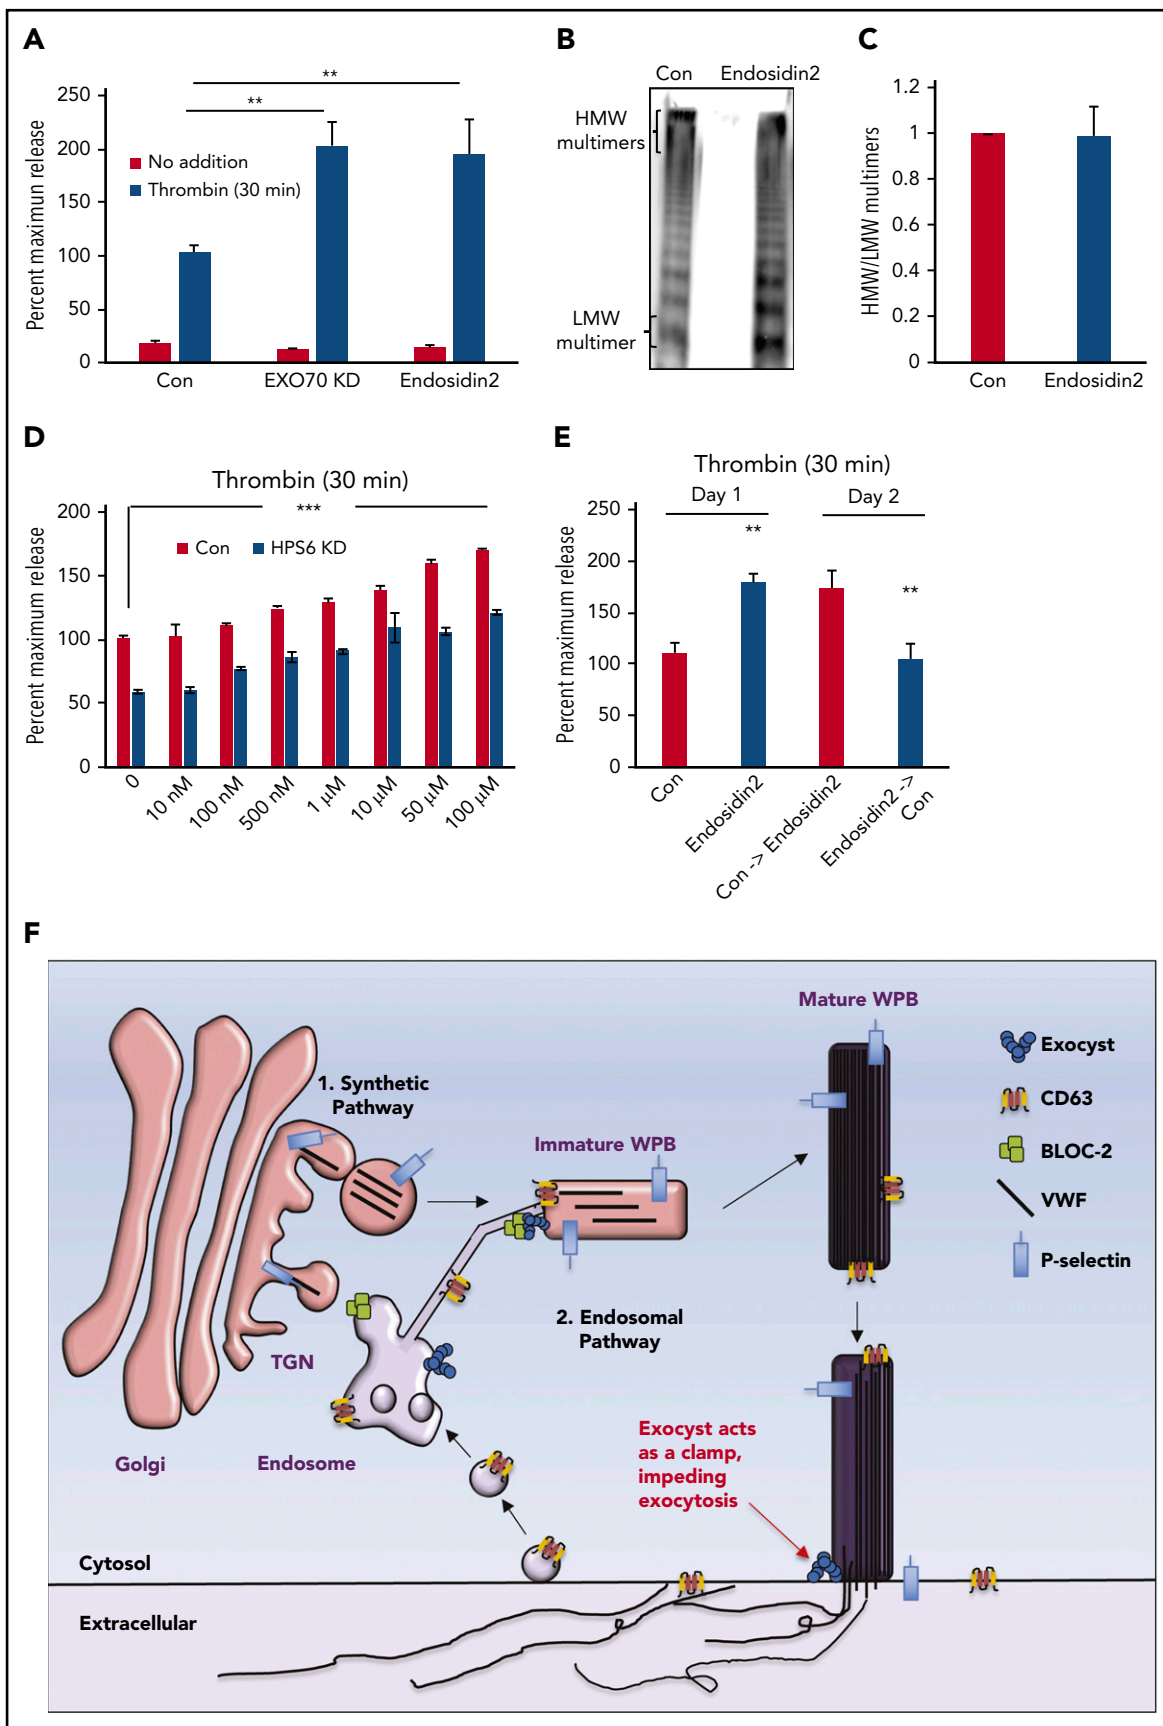 A
Percent maximun release
250
200
150
100
50
0
**
**
No addition
Thrombin (30 min)
Con
EXO70 KD
Endosidin2
B
Con
Endosidin2
HMW
multimers
LMW
multimer
C
HMW/LMW multimers
1.2
1
0.8
0.6
0.4
0.2
0
Con
Endosidin2
D
Thrombin (30 min)
Percent maximum release
200
150
100
50
0
***
Con
HPS6 KD
0
10 nM
100 nM
500 nM
1 μM
10 μM
50 μM
100 μM
E
Thrombin (30 min)
Day 1
Day 2
Percent maximum release
250
200
150
100
50
0
**
**
Con
Endosidin2
Con -> Endosidin2
Endosidin2 ->
Con
F
Mature WPB
Exocyst
CD63
BLOC-2
VWF
P-selectin
1. Synthetic
Pathway
Immature WPB
2. Endosomal
Pathway
TGN
Golgi
Endosome
Exocyst acts
as a clamp,
impeding
exocytosis
Cytosol
Extracellular